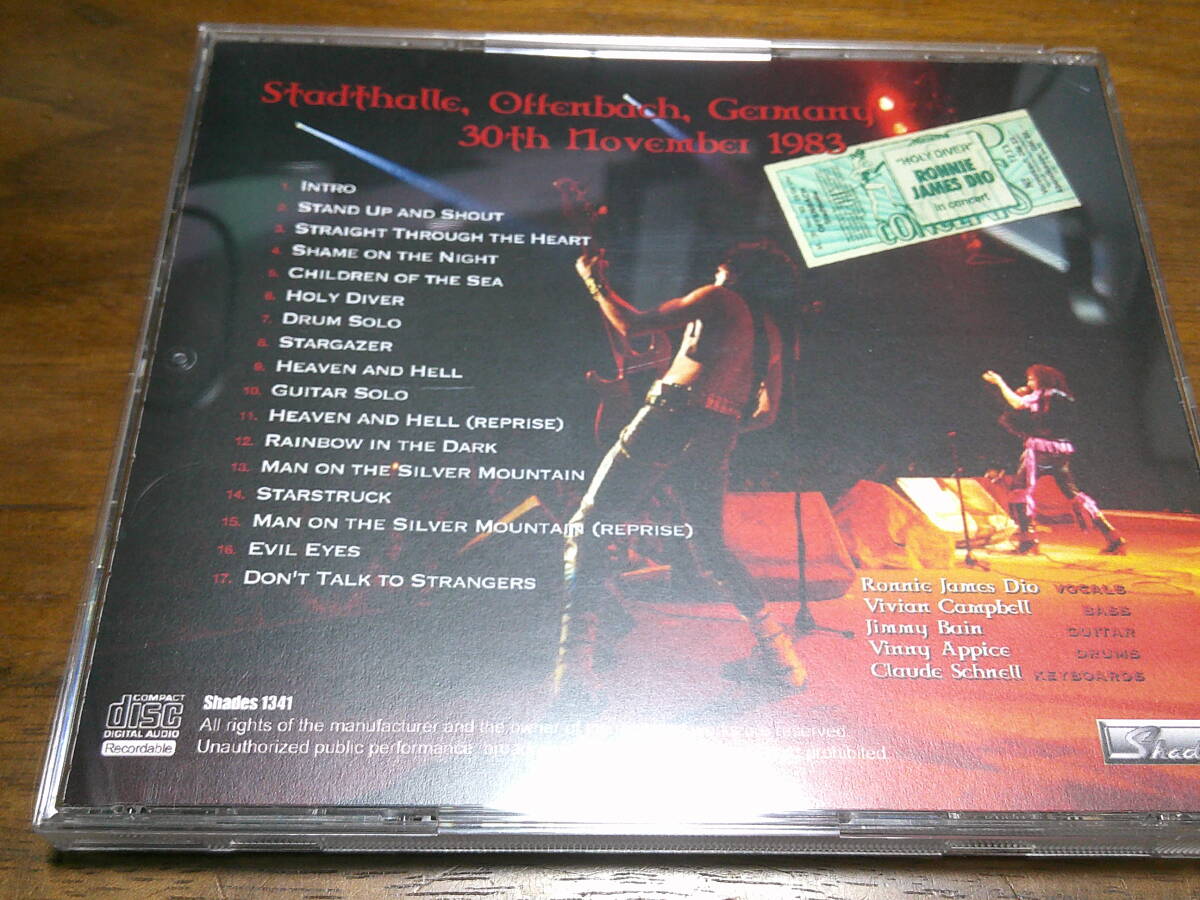 Stadthalle, Offenbach, Germany
30th November 1983
"HOLY DIVER"
RONNIE
JAMES DIO
in concert
1. INTRO
2. STAND UP AND SHOUT
3. STRAIGHT THROUGH THE HEART
4. SHAME ON THE NIGHT
5. CHILDREN OF THE SEA
6. HOLY DIVER
7. DRUM SOLO
8. STARGAZER
9. HEAVEN AND HELL
10. GUITAR SOLO
11. HEAVEN AND HELL (REPRISE)
12. RAINBOW IN THE DARK
13. MAN ON THE SILVER MOUNTAIN
14. STARSTRUCK
15. MAN ON THE SILVER MOUNTAIN (REPRISE)
16. EVIL EYES
17. DON'T TALK TO STRANGERS
Ronnie James Dio VOCALS
Vivian Campbell BASS
Jimmy Bain GUITAR
Vinny Appice DRUMS
Claude Schnell KEYBOARDS
COMPACT
disc
DIGITAL AUDIO
Recordable
Shades 1341
All rights of the manufacturer and the owner of reserved.
Unauthorized public performance prohibited.
Shad